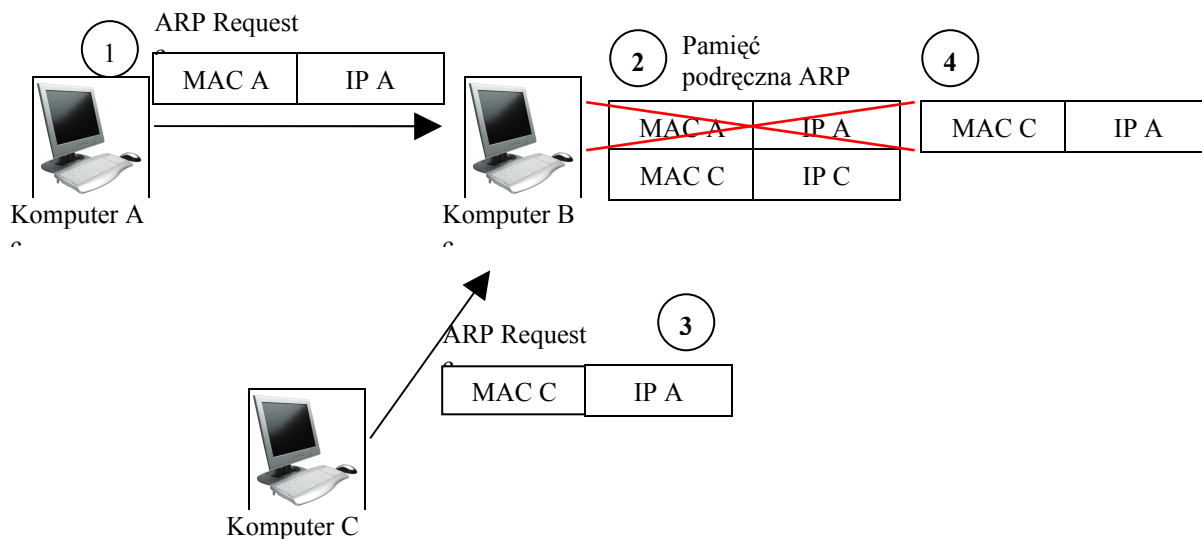 ARP Request
1
MAC A IP A
Komputer A
Komputer B
2
Pamięć
podręczna ARP
MAC A IP A
MAC C IP C
4
MAC C IP A
ARP Request
3
MAC C IP A
Komputer C